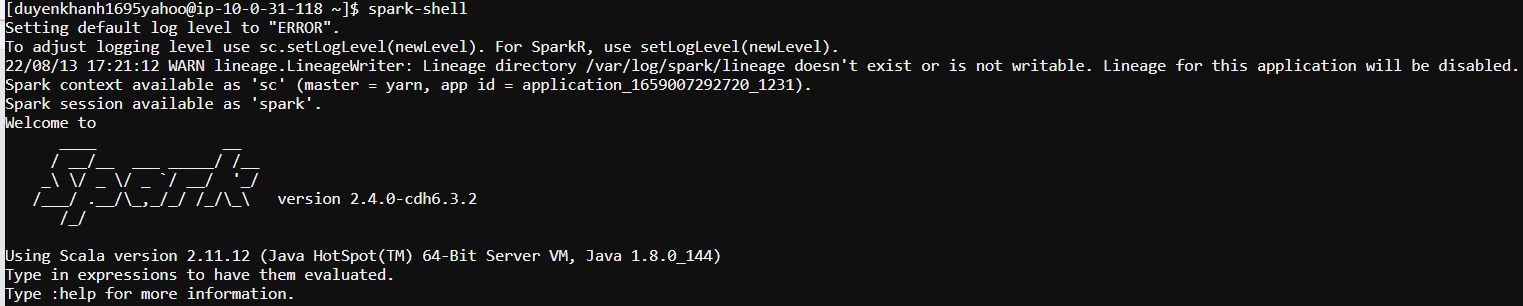 [duyenkhanh1695yahoo@ip-10-0-31-118 ~]$ spark-shell
Setting default log level to "ERROR".
To adjust logging level use sc.setLogLevel(newLevel). For SparkR, use setLogLevel(newLevel).
22/08/13 17:21:12 WARN lineage.LineageWriter: Lineage directory /var/log/spark/lineage doesn't exist or is not writable. Lineage for this application will be disabled.
Spark context available as 'sc' (master = yarn, app id = application_1659007292720_1231).
Spark session available as 'spark'.
Welcome to
      ____              __
     / __/__  ___ _____/ /__
    _\ \/ _ \/ _ `/ __/  '_/
   /___/ .__/\_,_/_/ /_/\_\   version 2.4.0-cdh6.3.2
      /_/
Using Scala version 2.11.12 (Java HotSpot(TM) 64-Bit Server VM, Java 1.8.0_144)
Type in expressions to have them evaluated.
Type :help for more information.